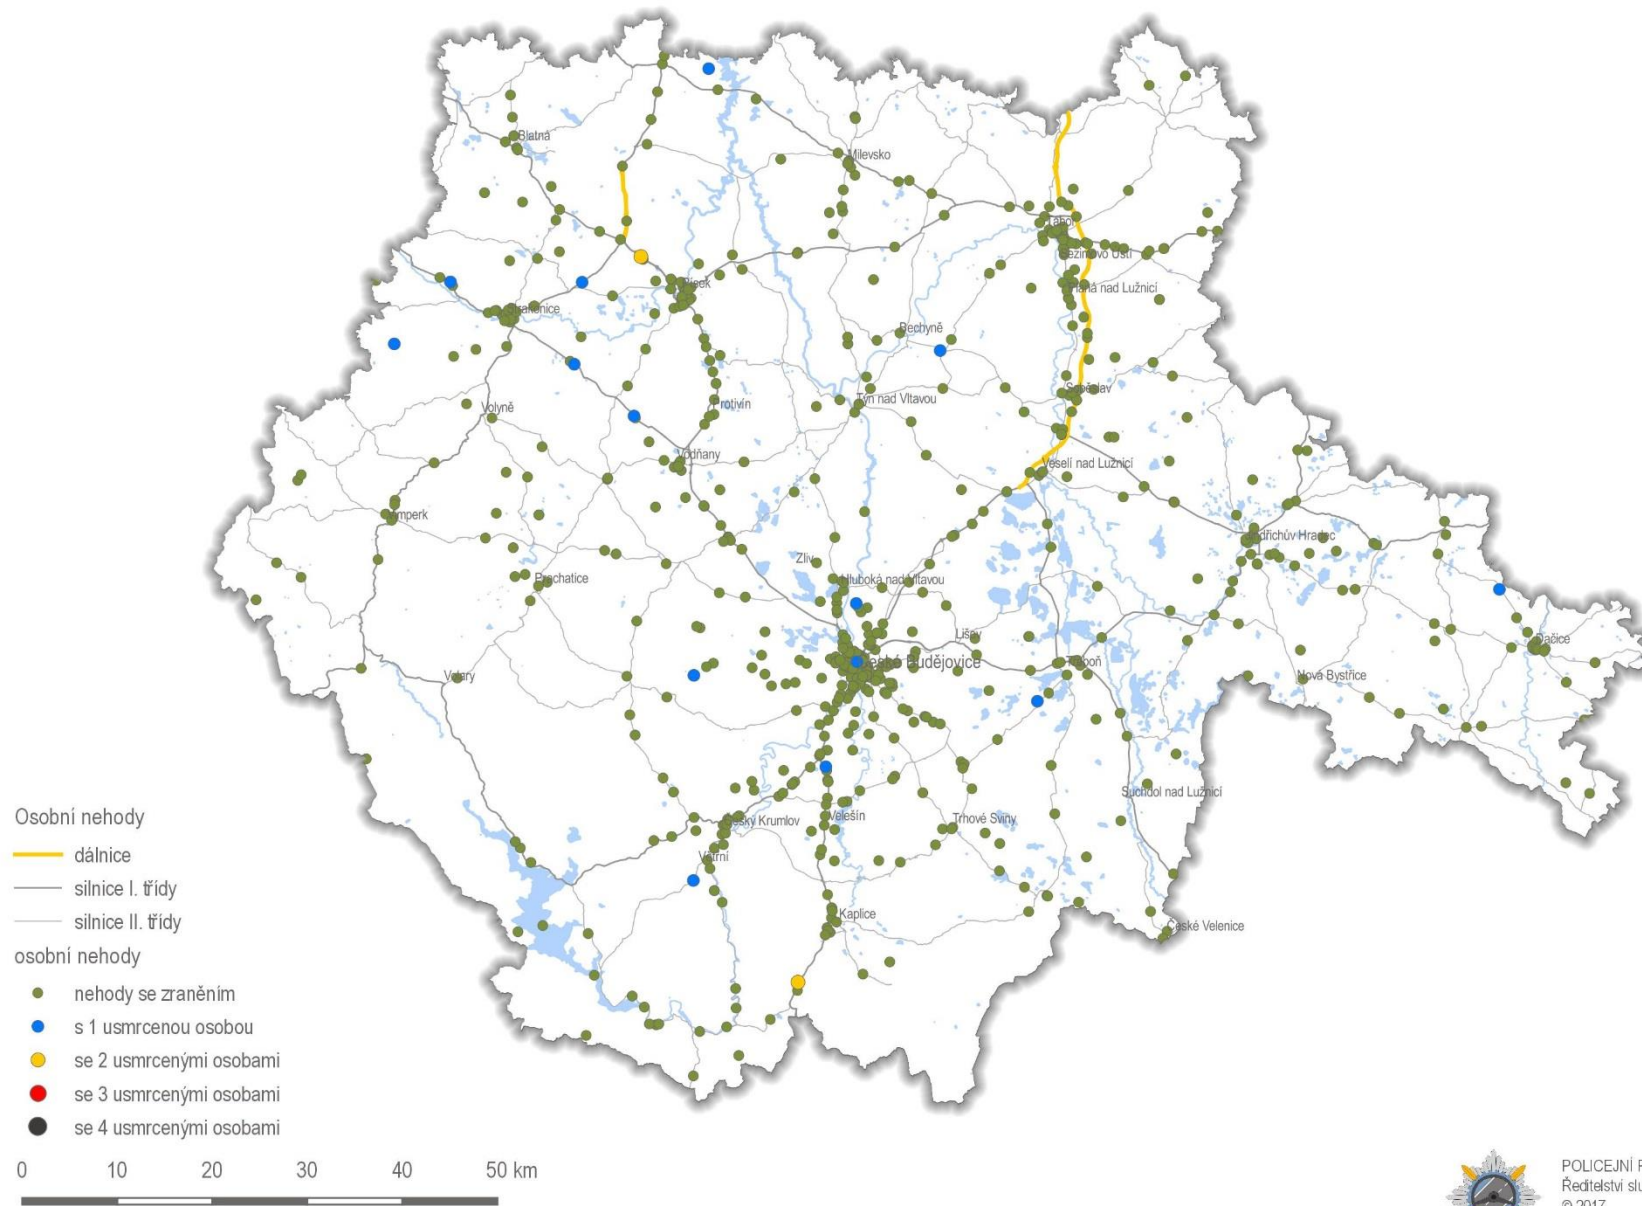 Blatná
Milevsko
Tábor
Sezimovo Ústí
Planá nad Lužnicí
Písek
Strakonice
Bechyně
Soběslav
Týn nad Vltavou
Protivín
Volyně
Vodňany
Veselí nad Lužnicí
Vimperk
Jindřichův Hradec
Zliv
Hluboká nad Vltavou
Prachatice
Lišov
Dačice
České Budějovice
Třeboň
Nová Bystřice
Volary
Suchdol nad Lužnicí
Český Krumlov
Velešín
Trhové Sviny
Větřní
Kaplice
České Velenice
Osobní nehody
dálnice
silnice I. třídy
silnice II. třídy
osobní nehody
nehody se zraněním
s 1 usmrcenou osobou
se 2 usmrcenými osobami
se 3 usmrcenými osobami
se 4 usmrcenými osobami
0 10 20 30 40 50 km
POLICEJNÍ P
Ředitelství slu
© 2017